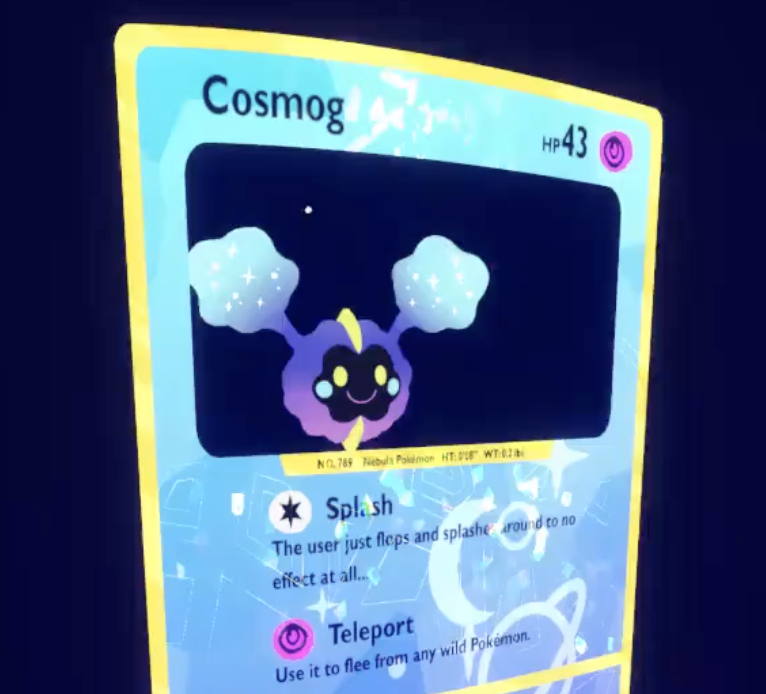 Cosmog
HP43
NO. 789 Nebula Pokémon HT: 0'08" WT: 0.2 lbs
Splash
The user just flops and splashes around to no
effect at all...
Teleport
Use it to flee from any wild Pokémon.